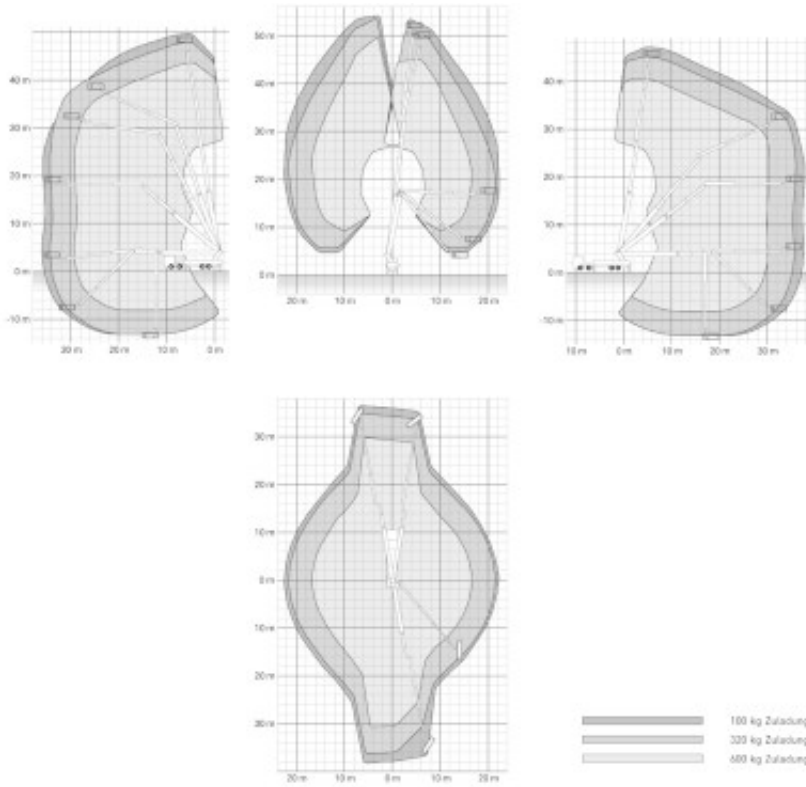 40 m
30 m
20 m
10 m
0 m
-10 m
30 m 20 m 10 m 0 m
50 m
40 m
30 m
20 m
10 m
0 m
20 m 10 m 0 m 10 m 20 m
40 m
30 m
20 m
10 m
0 m
-10 m
10 m 0 m 10 m 20 m 30 m
30 m
20 m
10 m
0 m
10 m
20 m
30 m
20 m 10 m 0 m 10 m 20 m
100 kg Zuladung
320 kg Zuladung
600 kg Zuladung